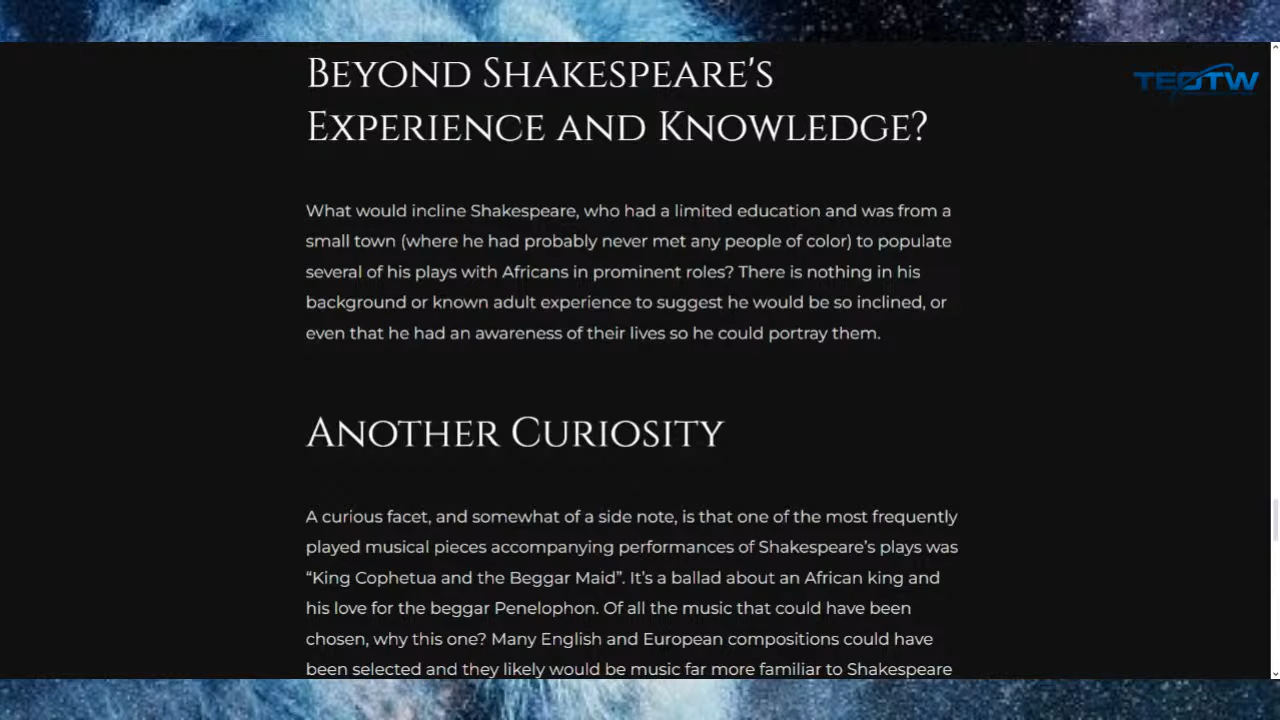 BEYOND SHAKESPEARE'S
EXPERIENCE AND KNOWLEDGE?
TEOTW
What would incline Shakespeare, who had a limited education and was from a
small town (where he had probably never met any people of color) to populate
several of his plays with Africans in prominent roles? There is nothing in his
background or known adult experience to suggest he would be so inclined, or
even that he had an awareness of their lives so he could portray them.
ANOTHER CURIOSITY
A curious facet, and somewhat of a side note, is that one of the most frequently
played musical pieces accompanying performances of Shakespeare’s plays was
“King Cophetua and the Beggar Maid”. It’s a ballad about an African king and
his love for the beggar Penelophon. Of all the music that could have been
chosen, why this one? Many English and European compositions could have
been selected and they likely would be music far more familiar to Shakespeare